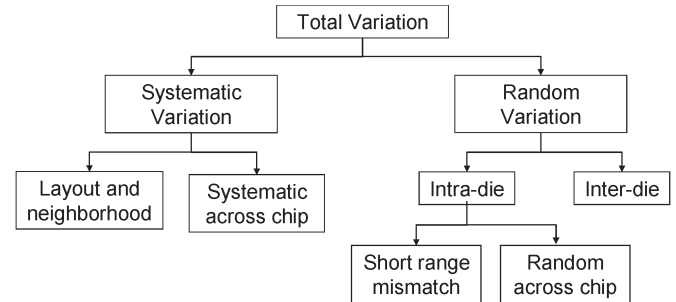 Total Variation
Systematic
Variation
Random
Variation
Layout and
neighborhood
Systematic
across chip
Intra-die
Inter-die
Short range
mismatch
Random
across chip